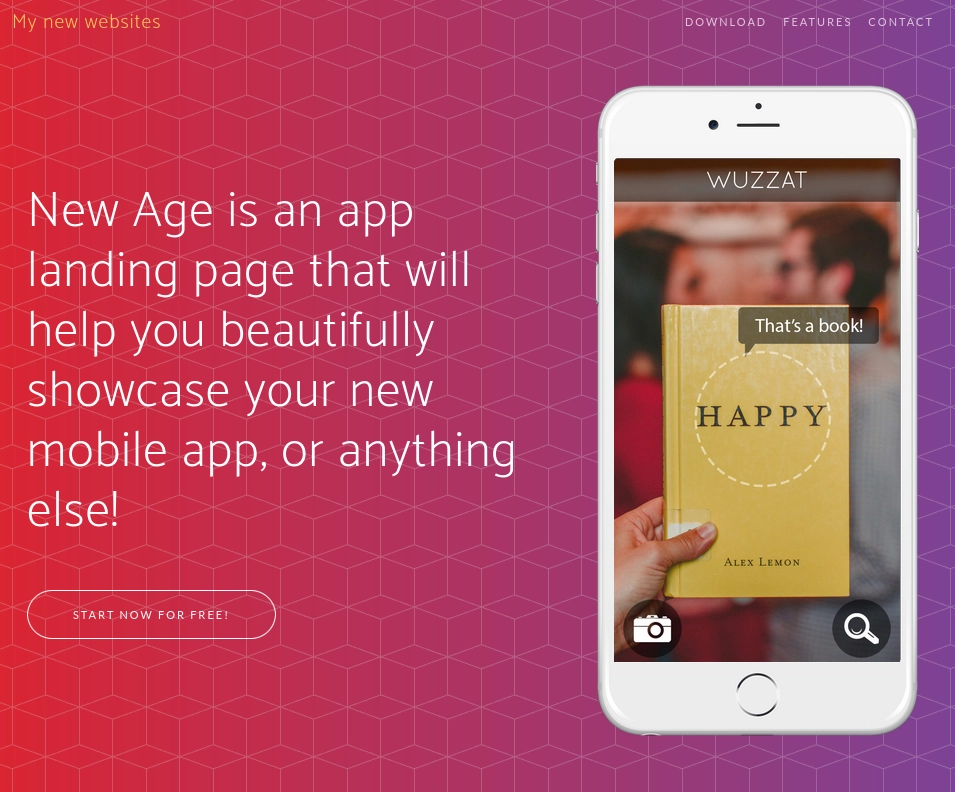 My new websites
DOWNLOAD FEATURES CONTACT
New Age is an app
landing page that will
help you beautifully
showcase your new
mobile app, or anything
else!
START NOW FOR FREE!
WUZZAT
That's a book!
HAPPY
ALEX LEMON